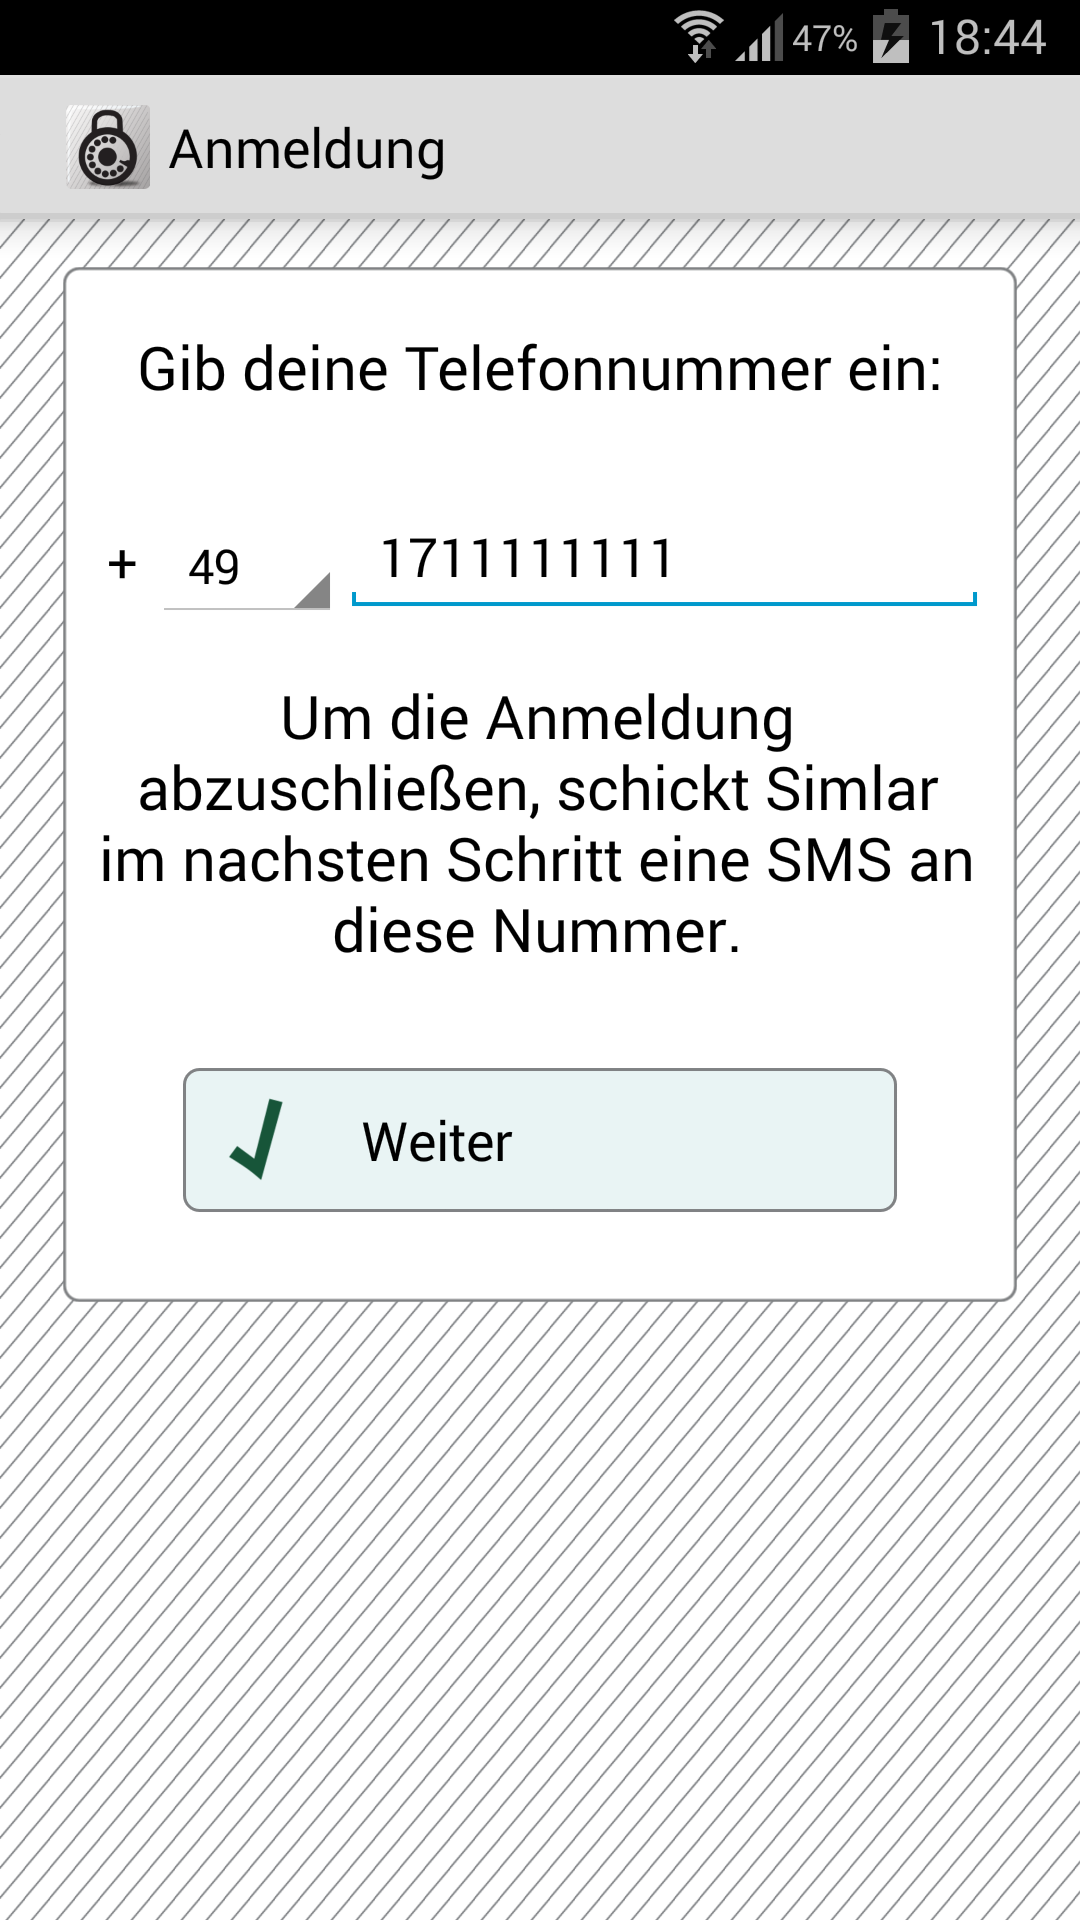 47% 18:44
Anmeldung
Gib deine Telefonnummer ein:
+ 49 1711111111
Um die Anmeldung
abzuschließen, schickt Simlar
im nachsten Schritt eine SMS an
diese Nummer.
Weiter